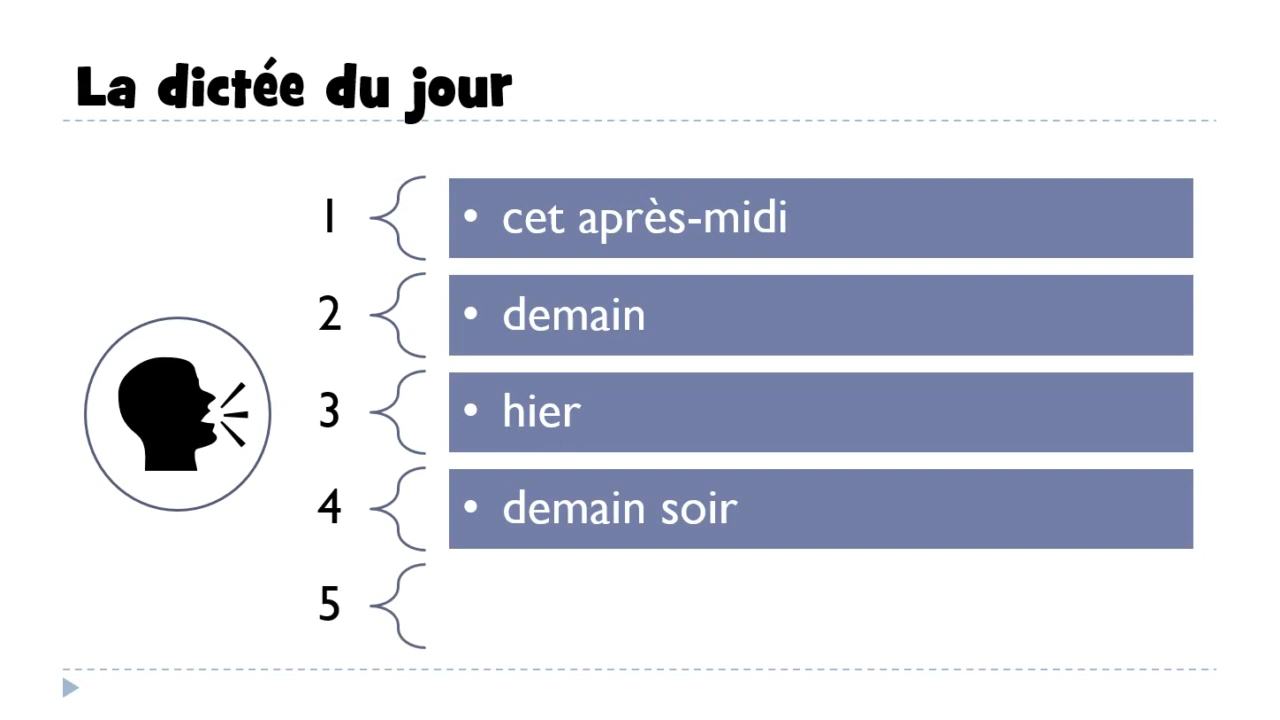 La dictée du jour
1
• cet après-midi
2
• demain
3
• hier
4
• demain soir
5